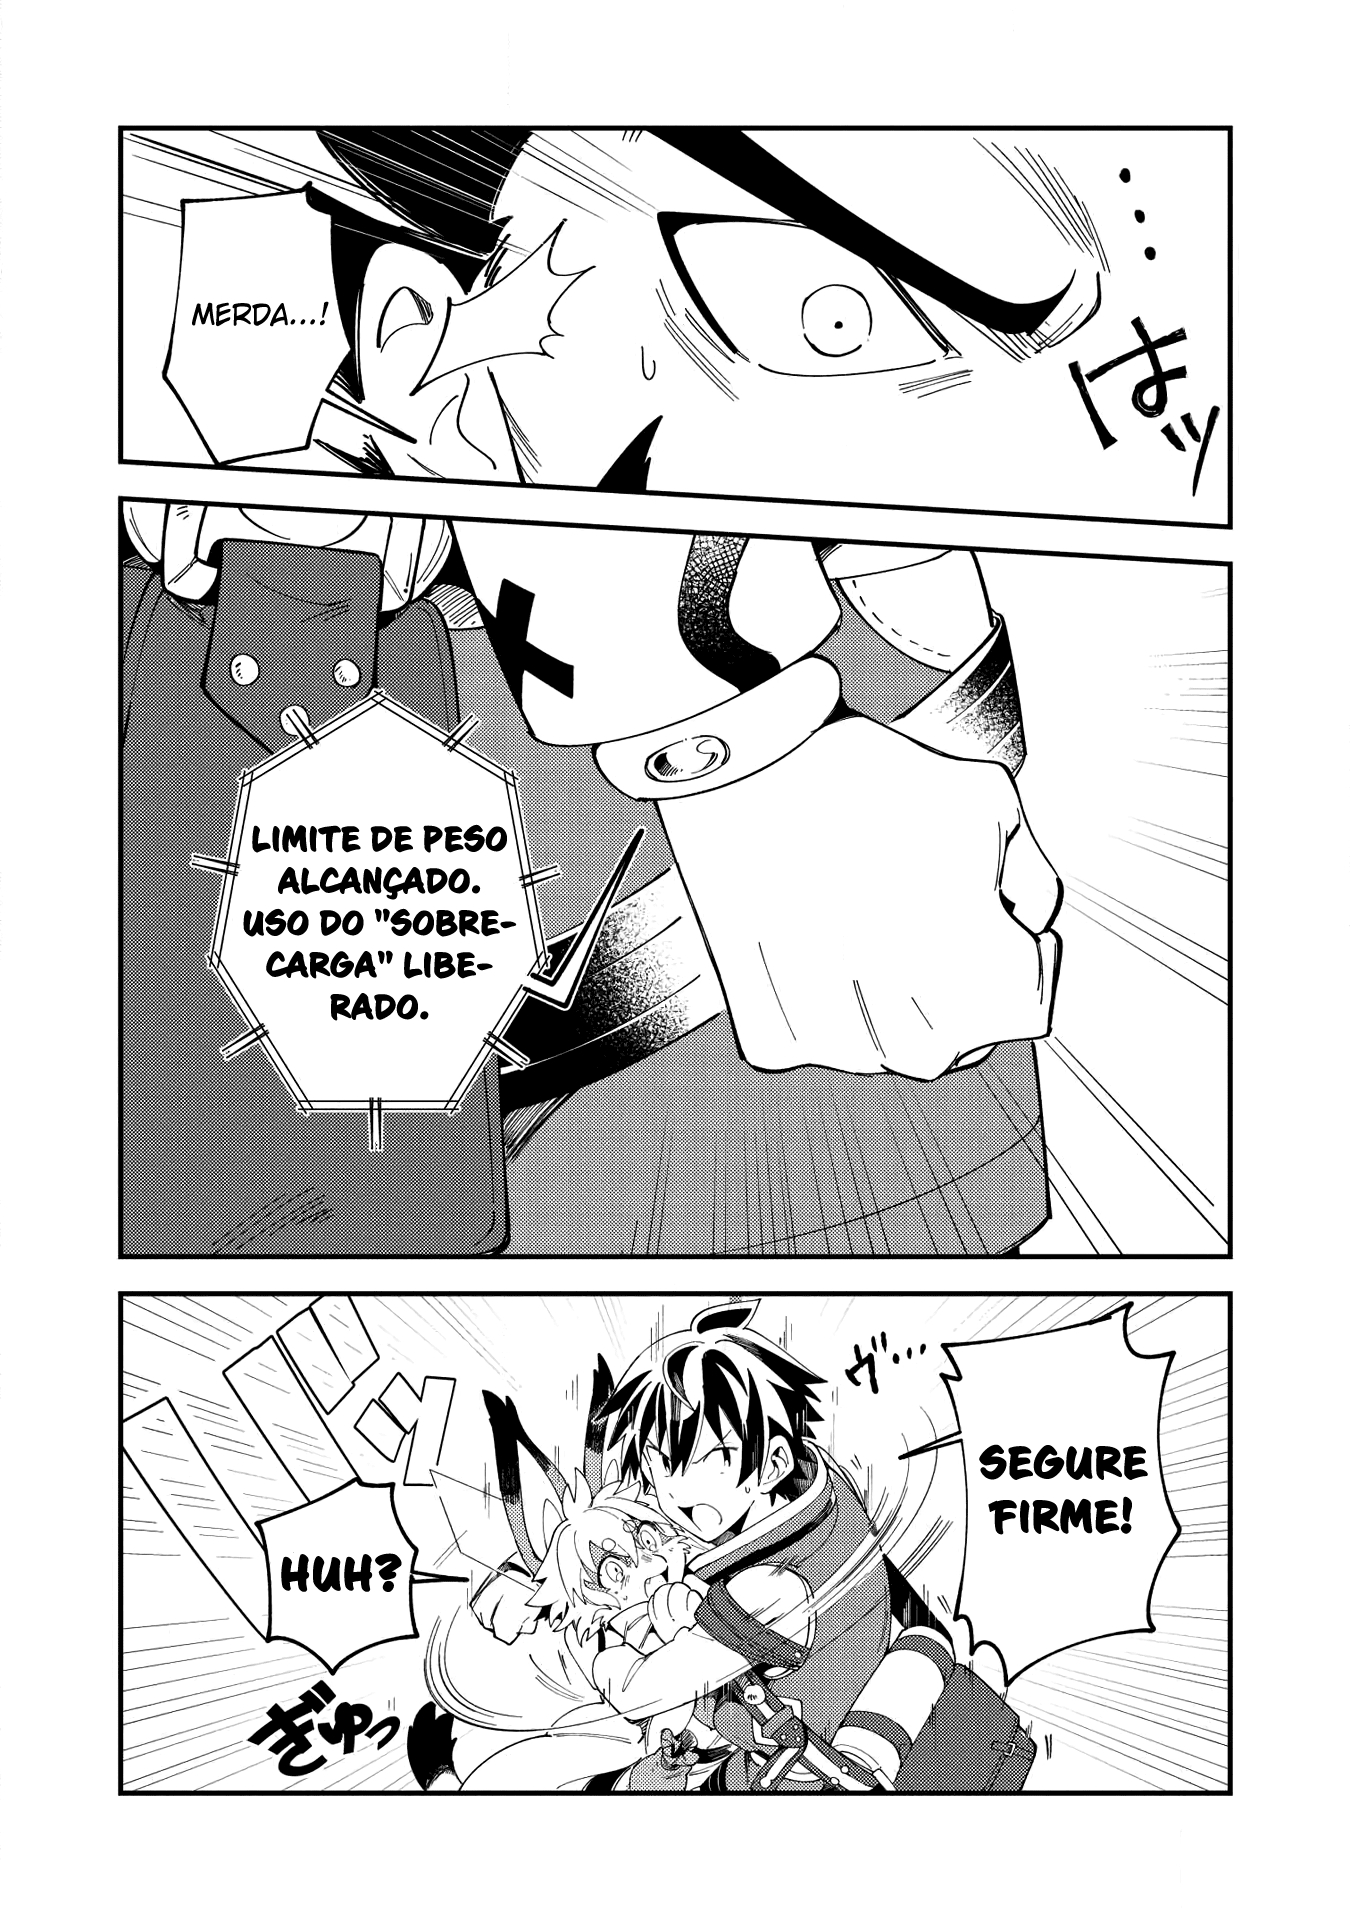 ...
はッ
MERDA...!
LIMITE DE PESO
ALCANÇADO.
USO DO "SOBRE-
CARGA" LIBE-
RADO.
SEGURE
FIRME!
ヴ...
HUH?
ぎゅっ